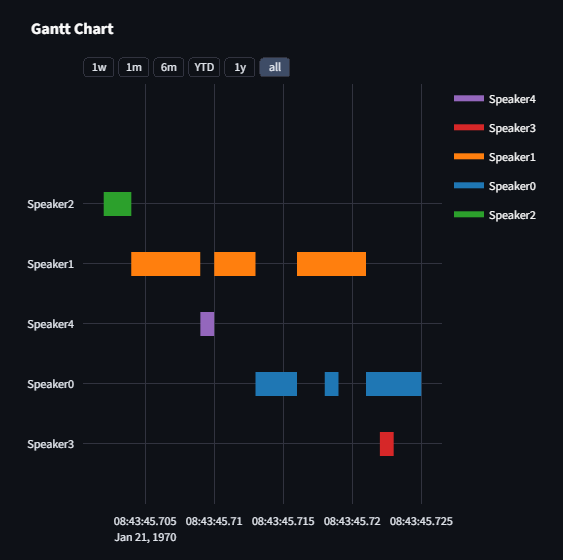 Gantt Chart
1w 1m 6m YTD 1y all
Speaker4
Speaker3
Speaker1
Speaker0
Speaker2
Speaker2
Speaker1
Speaker4
Speaker0
Speaker3
08:43:45.705 08:43:45.71 08:43:45.715 08:43:45.72 08:43:45.725
Jan 21, 1970